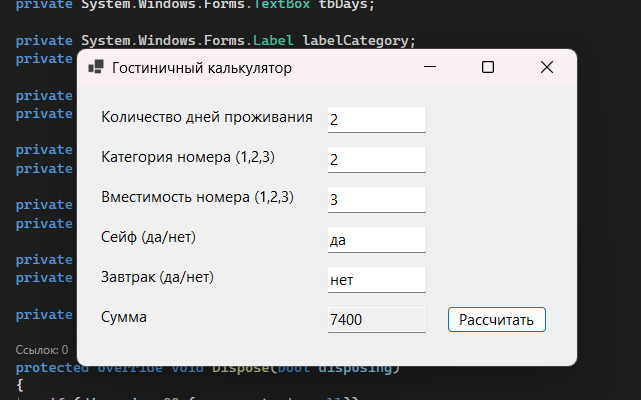 private System.Windows.Forms.TextBox tbDays;
private System.Windows.Forms.Label labelCategory;
private
Гостиничный калькулятор
private
private
Количество дней проживания 2
private
Категория номера (1,2,3) 2
private
Вместимость номера (1,2,3) 3
private
private
Сейф (да/нет) да
private
Завтрак (да/нет) нет
private
private
Сумма 7400 Рассчитать
Ссылок: 0
protected override void Dispose(bool disposing)
{